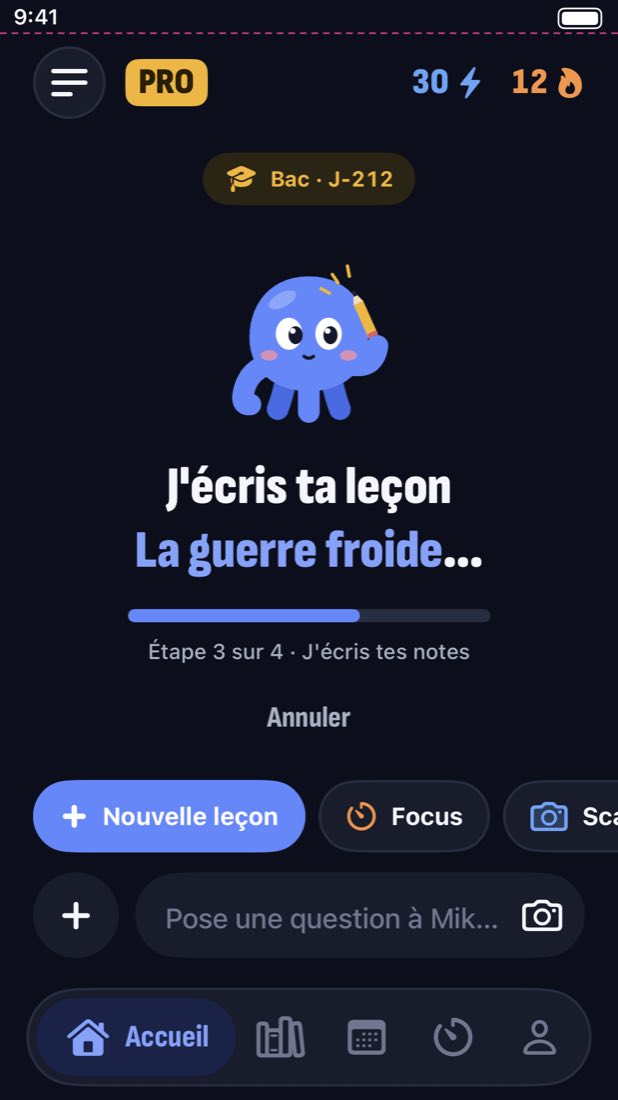 9:41
PRO
30
12
Bac · J-212
J'écris ta leçon
La guerre froide...
Étape 3 sur 4 · J'écris tes notes
Annuler
Nouvelle leçon
Focus
Sca
Pose une question à Mik...
Accueil